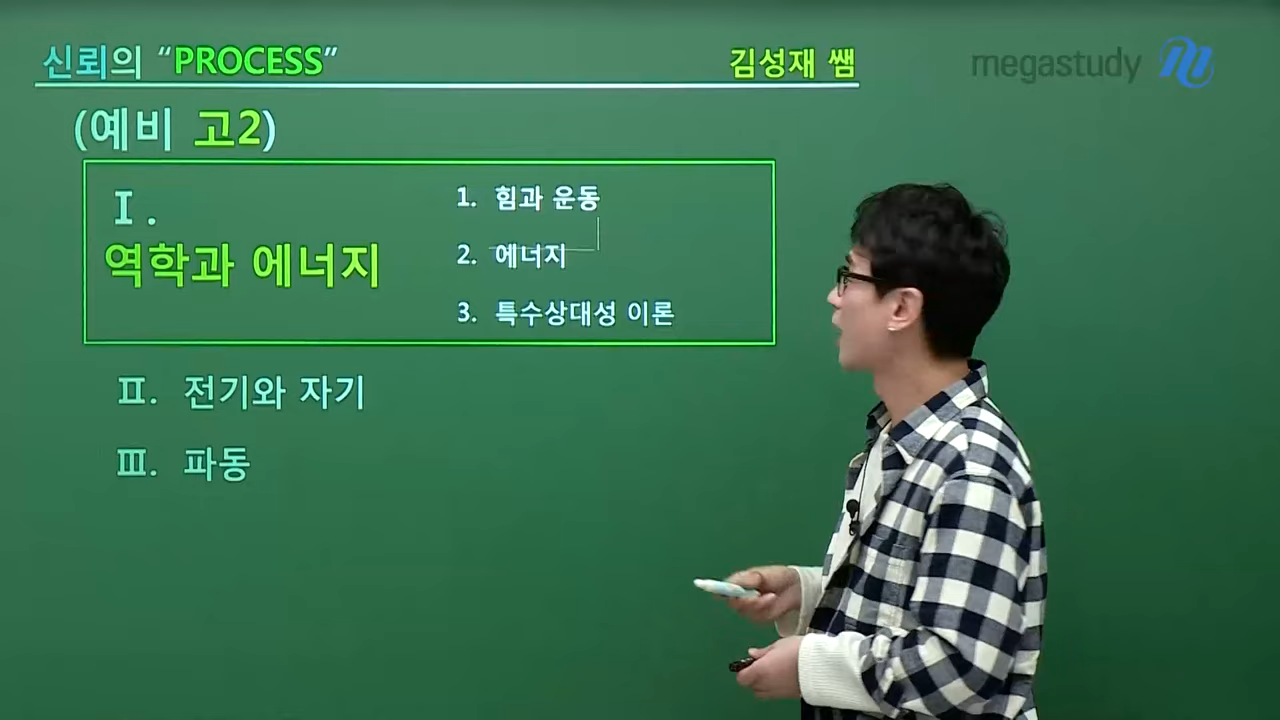 신뢰의 “PROCESS”
김성재 쌤
megastudy
(예비 고2)
Ⅰ.
역학과 에너지
1. 힘과 운동
2. 에너지
3. 특수상대성 이론
Ⅱ. 전기와 자기
Ⅲ. 파동